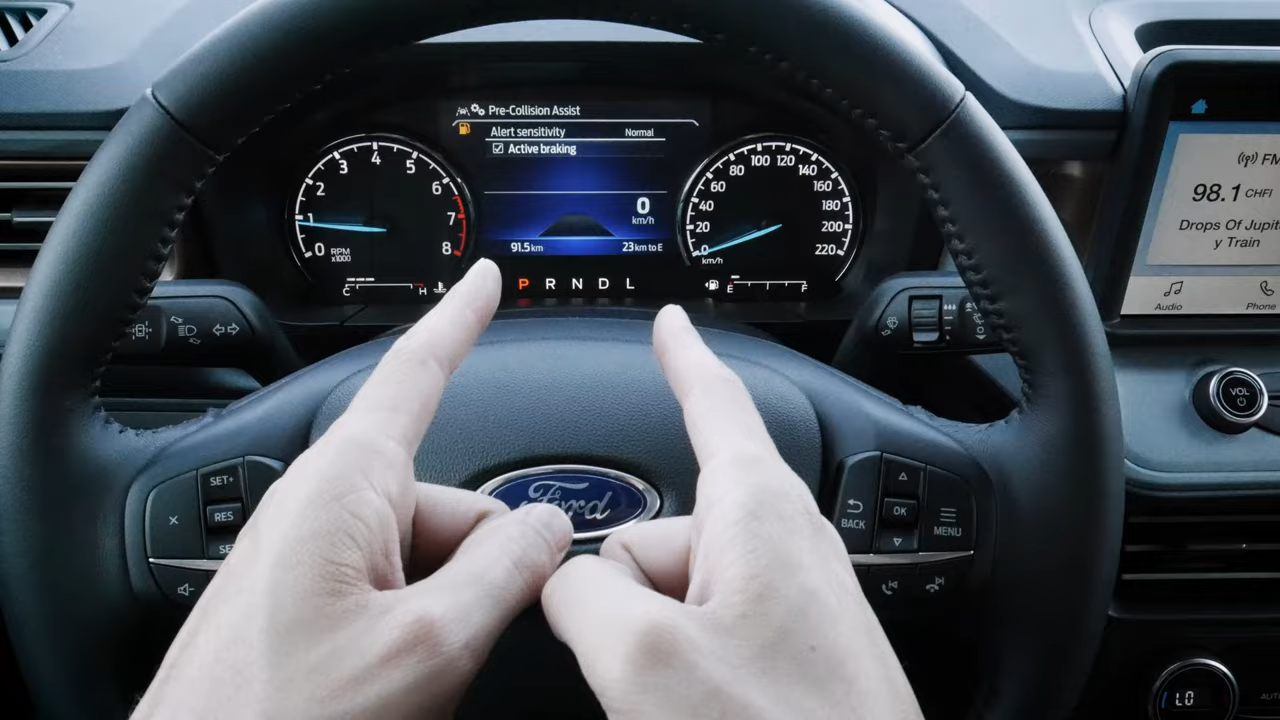 Pre-Collision Assist
Alert sensitivity Normal
Active braking
0
km/h
91.5 km 23 km to E
0 1 2 3 4 5 6 7 8
RPM
x1000
C H
P R N D L
0 20 40 60 80 100 120 140 160 180 200 220
km/h
E F
FM
98.1 CHFI
Drops Of Jupit
y Train
Audio Phone
VOL
SET+
RES
SE
Ford
BACK
OK
MENU
LO
AUT